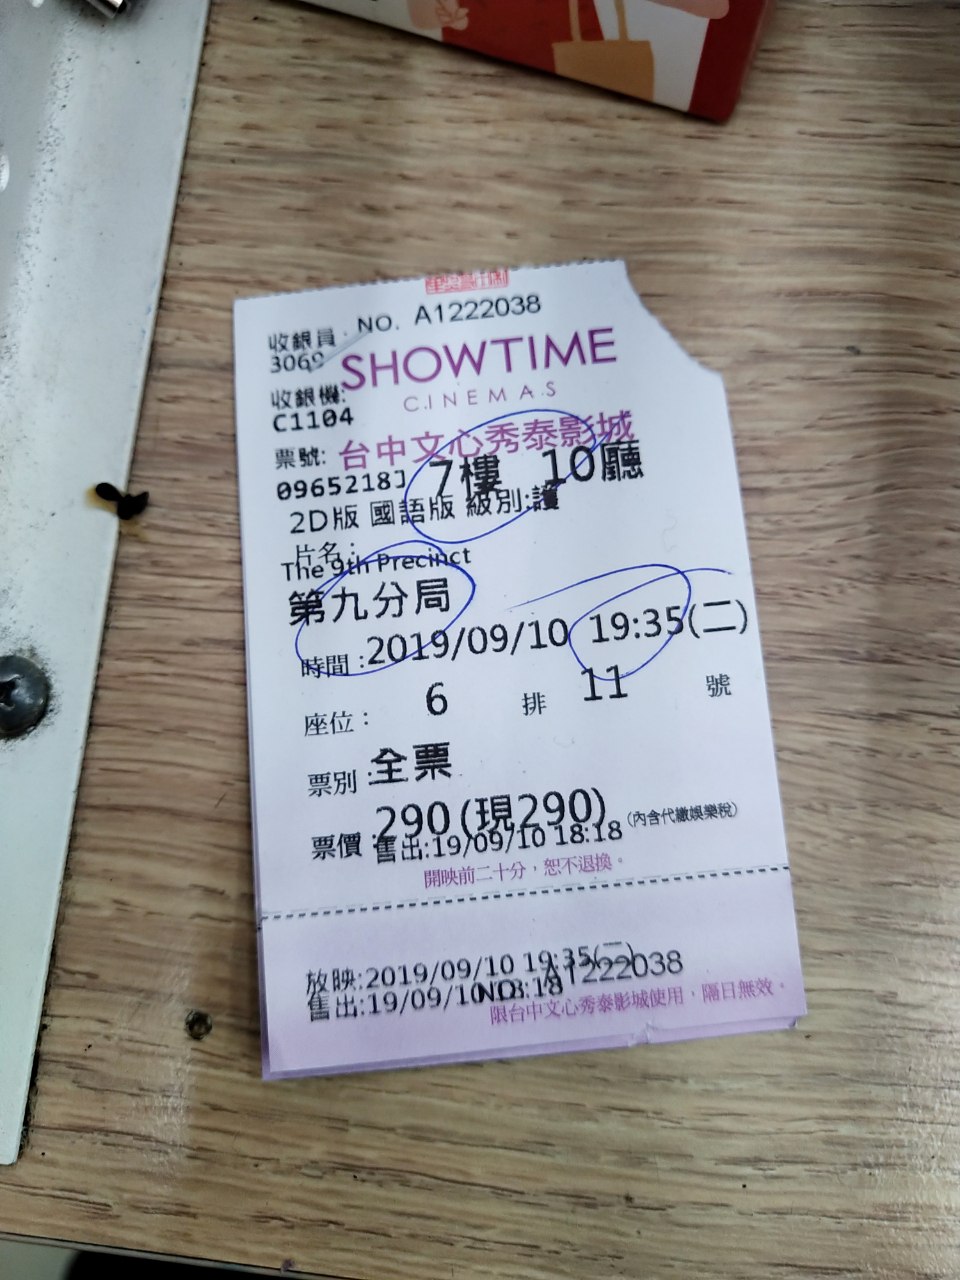 NO. A1222038
收銀員
3069
SHOWTIME
CINEMAS
收銀機:
C1104
台中文心秀泰影城
票號:
7樓 10廳
2D版 國語版 級別:護
片名:
The 9th Precinct
第九分局
時間:2019/09/10 19:35(二)
座位: 6 排 11 號
票別:全票
票價:290(現290) (內含代繳娛樂稅)
售出:19/09/10 18:18
開映前二十分,恕不退換。
放映:2019/09/10 19:35(二)
NO. A1222038
售出:19/09/10 18:18
限台中文心秀泰影城使用,隔日無效。